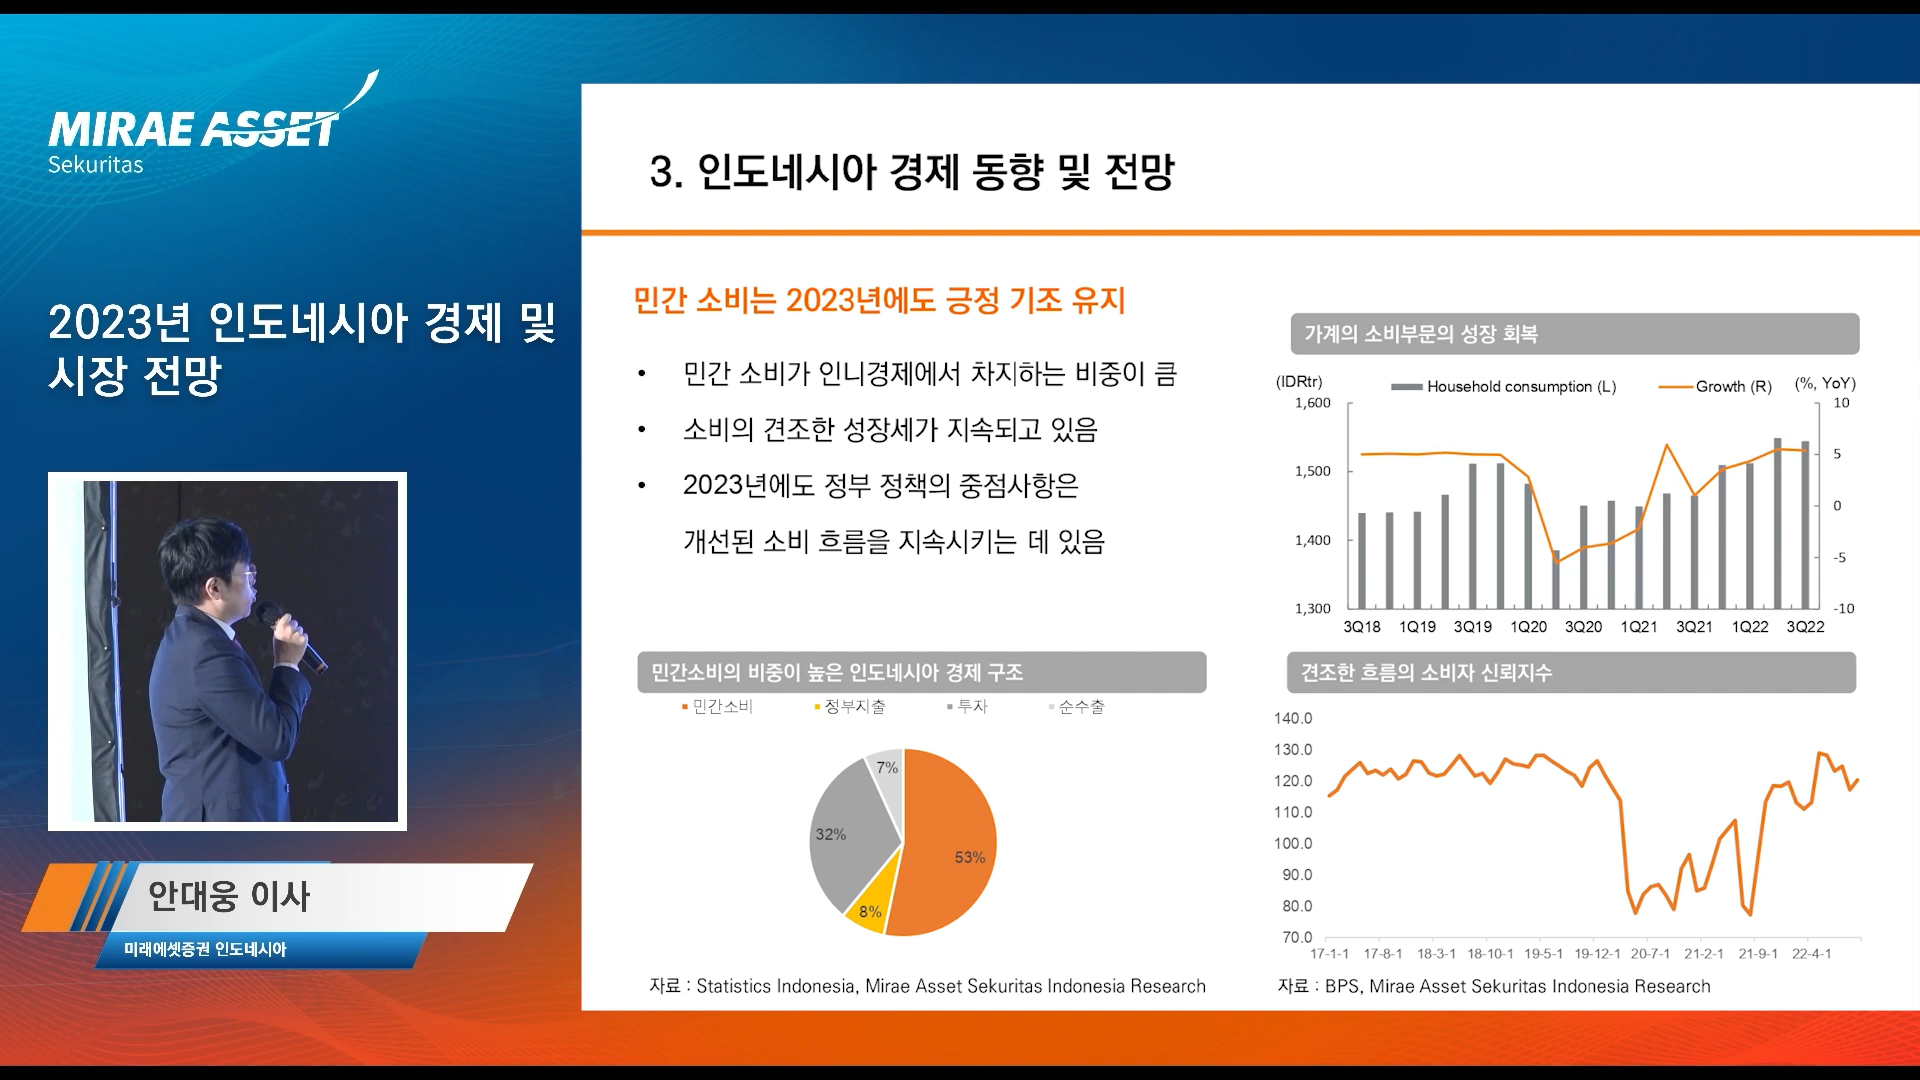 MIRAE ASSET
Sekuritas
2023년 인도네시아 경제 및
시장 전망
안대웅 이사
미래에셋증권 인도네시아
3. 인도네시아 경제 동향 및 전망
민간 소비는 2023년에도 긍정 기조 유지
• 민간 소비가 인니경제에서 차지하는 비중이 큼
• 소비의 견조한 성장세가 지속되고 있음
• 2023년에도 정부 정책의 중점사항은
개선된 소비 흐름을 지속시키는 데 있음
가계의 소비부문의 성장 회복
(IDRtr) Household consumption (L) Growth (R) (%, YoY)
1,600 10
1,500 5
0
1,400
-5
1,300 -10
3Q18 1Q19 3Q19 1Q20 3Q20 1Q21 3Q21 1Q22 3Q22
민간소비의 비중이 높은 인도네시아 경제 구조
민간소비 정부지출 투자 순수출
7%
32%
53%
8%
자료 : Statistics Indonesia, Mirae Asset Sekuritas Indonesia Research
견조한 흐름의 소비자 신뢰지수
140.0
130.0
120.0
110.0
100.0
90.0
80.0
70.0
17-1-1 17-8-1 18-3-1 18-10-1 19-5-1 19-12-1 20-7-1 21-2-1 21-9-1 22-4-1
자료 : BPS, Mirae Asset Sekuritas Indonesia Research